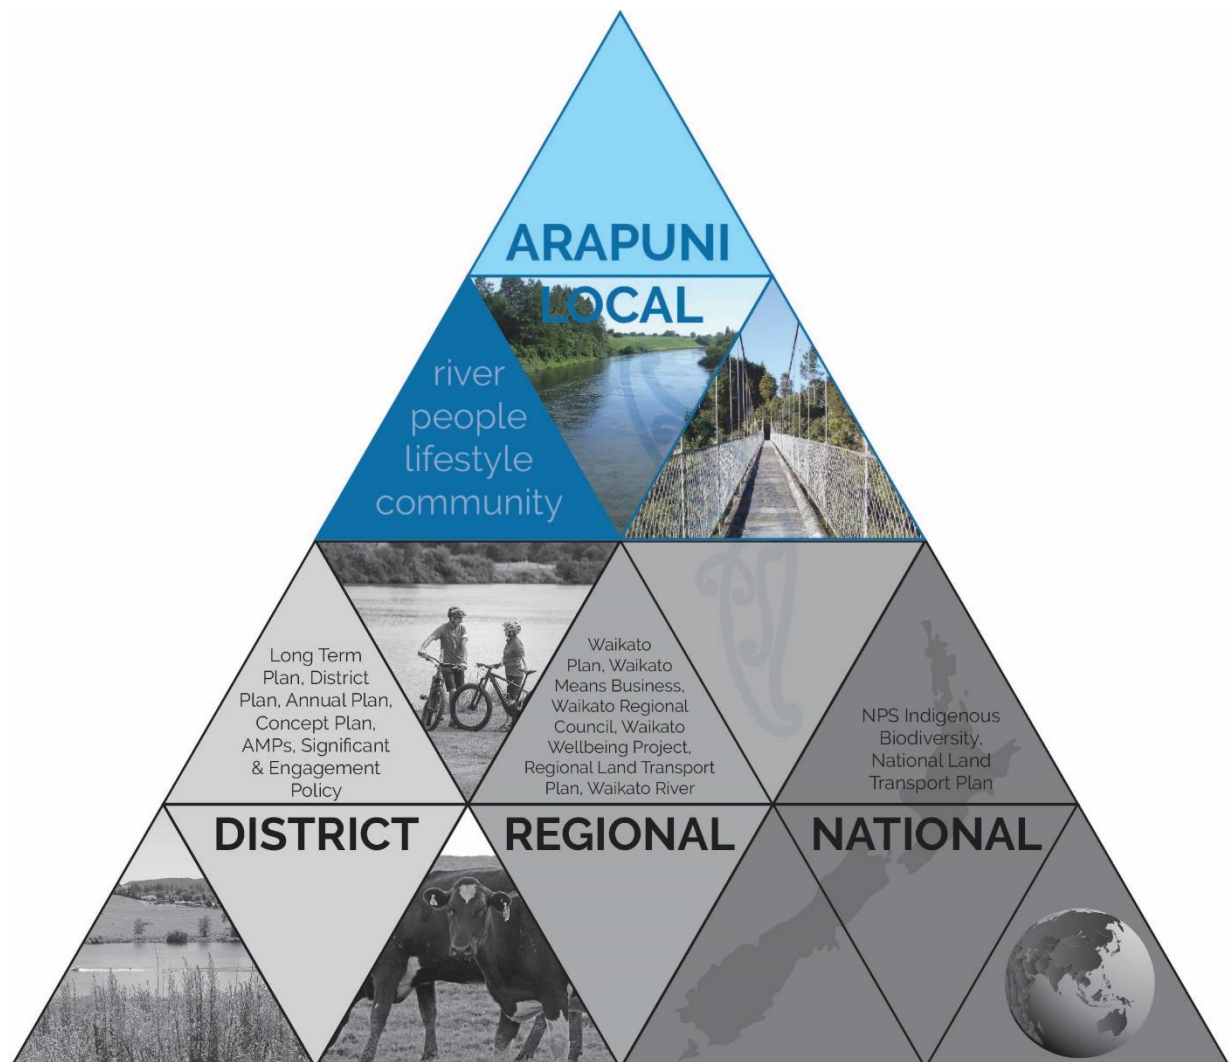 ARAPUNI
LOCAL
river
people
lifestyle
community
Long Term
Plan, District
Plan, Annual Plan,
Concept Plan,
AMPs, Significant
& Engagement
Policy
Waikato
Plan, Waikato
Means Business,
Waikato Regional
Council, Waikato
Wellbeing Project,
Regional Land Transport
Plan, Waikato River
NPS Indigenous
Biodiversity,
National Land
Transport Plan
DISTRICT
REGIONAL
NATIONAL